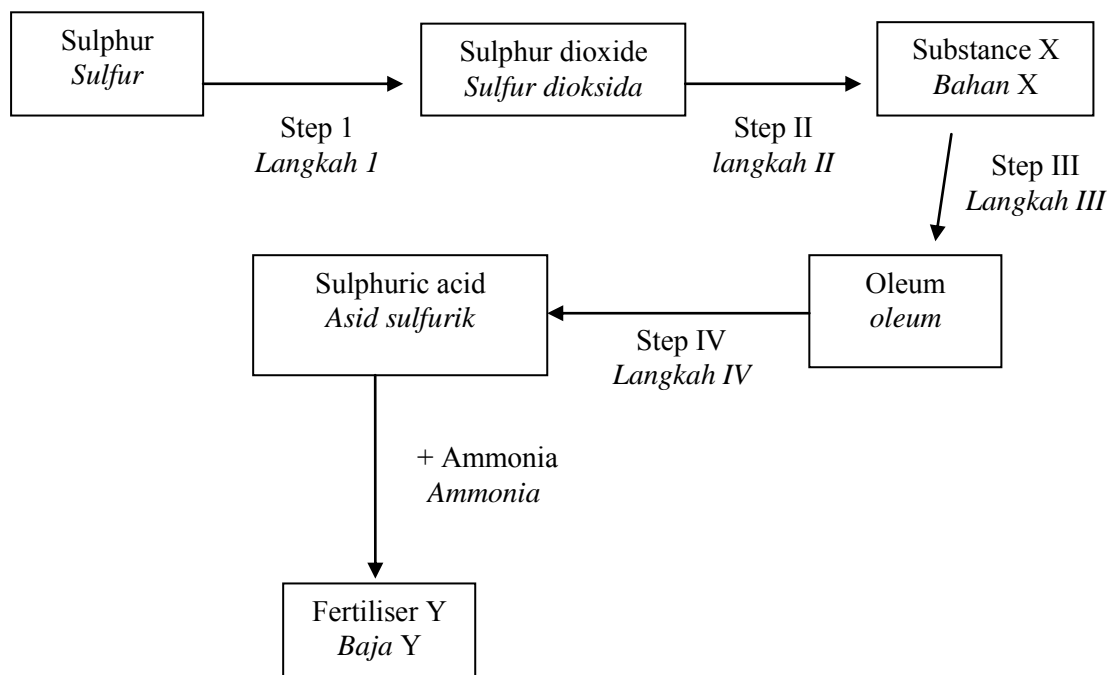 Sulphur
Sulfur
Step 1
Langkah 1
Sulphur dioxide
Sulfur dioksida
Step II
langkah II
Substance X
Bahan X
Step III
Langkah III
Oleum
oleum
Step IV
Langkah IV
Sulphuric acid
Asid sulfurik
+ Ammonia
Ammonia
Fertiliser Y
Baja Y